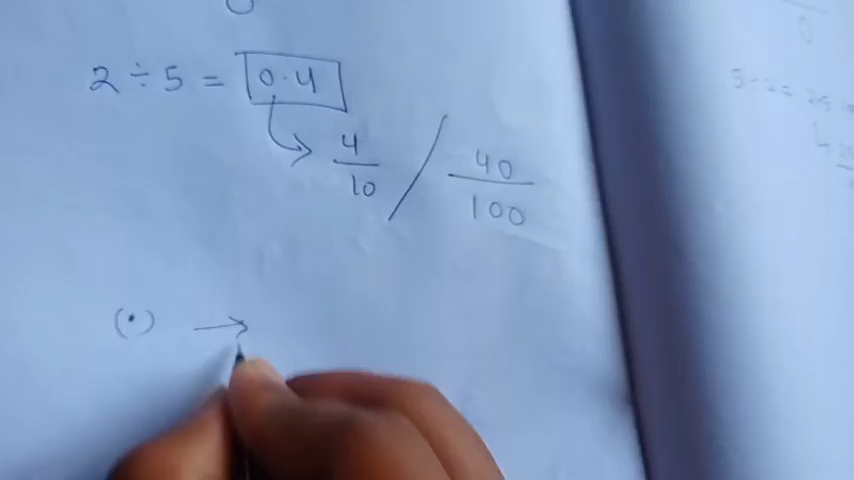 2 ÷ 5 = 0.4
4/10 / 40/100
(•) →